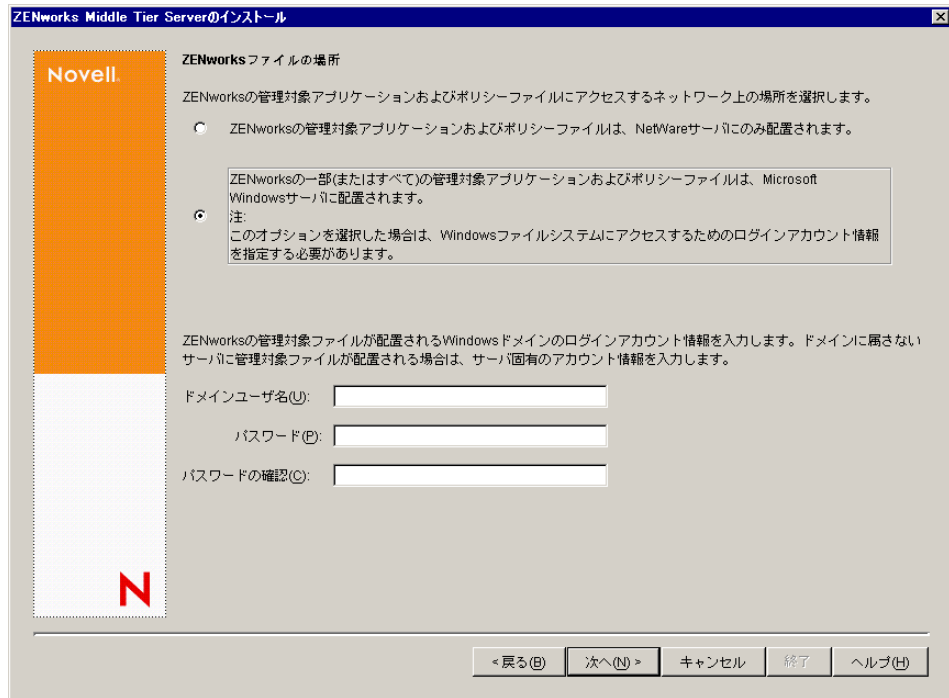 ZENworks Middle Tier Serverのインストール
Novell.
ZENworksファイルの場所
ZENworksの管理対象アプリケーションおよびポリシーファイルにアクセスするネットワーク上の場所を選択します。
ZENworksの管理対象アプリケーションおよびポリシーファイルは、NetWareサーバにのみ配置されます。
ZENworksの一部(またはすべて)の管理対象アプリケーションおよびポリシーファイルは、Microsoft
Windowsサーバに配置されます。
注:
このオプションを選択した場合は、Windowsファイルシステムにアクセスするためのログインアカウント情報
を指定する必要があります。
ZENworksの管理対象ファイルが配置されるWindowsドメインのログインアカウント情報を入力します。ドメインに属さない
サーバに管理対象ファイルが配置される場合は、サーバ固有のアカウント情報を入力します。
ドメインユーザ名(U):
パスワード(P):
パスワードの確認(C):
N
<戻る(B) 次へ(N)> キャンセル 終了 ヘルプ(H)